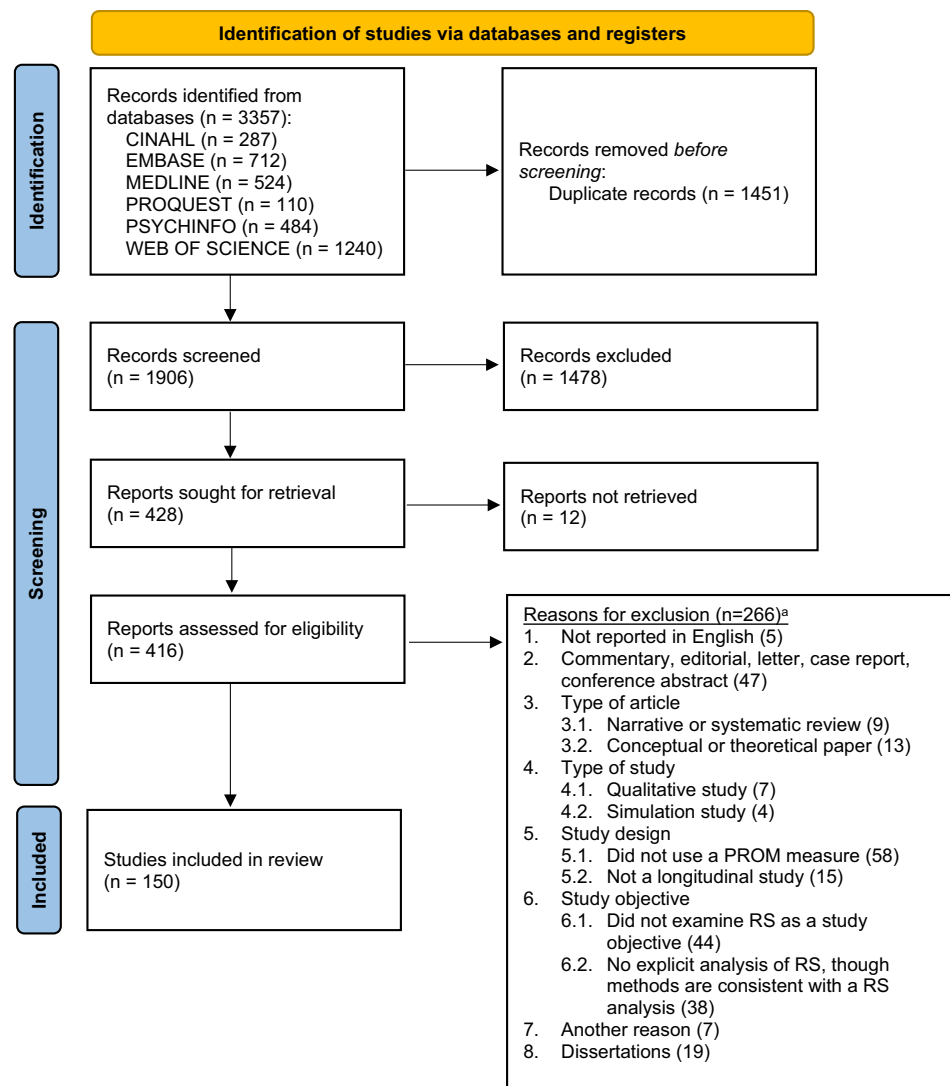 Identification of studies via databases and registers
Identification
Records identified from
databases (n = 3357):
CINAHL (n = 287)
EMBASE (n = 712)
MEDLINE (n = 524)
PROQUEST (n = 110)
PSYCHINFO (n = 484)
WEB OF SCIENCE (n = 1240)
Records removed before
screening:
Duplicate records (n = 1451)
Screening
Records screened
(n = 1906)
Records excluded
(n = 1478)
Reports sought for retrieval
(n = 428)
Reports not retrieved
(n = 12)
Reports assessed for eligibility
(n = 416)
Reasons for exclusion (n=266)ᵃ
1. Not reported in English (5)
2. Commentary, editorial, letter, case report,
conference abstract (47)
3. Type of article
3.1. Narrative or systematic review (9)
3.2. Conceptual or theoretical paper (13)
4. Type of study
4.1. Qualitative study (7)
4.2. Simulation study (4)
5. Study design
5.1. Did not use a PROM measure (58)
5.2. Not a longitudinal study (15)
6. Study objective
6.1. Did not examine RS as a study
objective (44)
6.2. No explicit analysis of RS, though
methods are consistent with a RS
analysis (38)
7. Another reason (7)
8. Dissertations (19)
Included
Studies included in review
(n = 150)